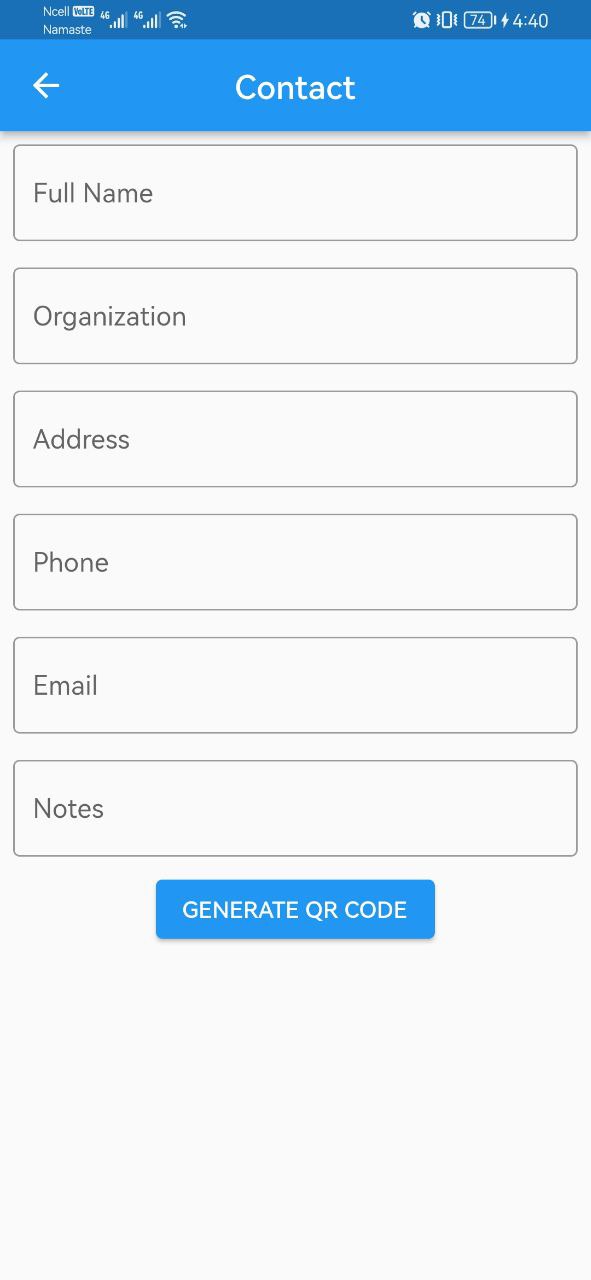 Ncell VoLTE 4G 4G 74 4:40
Namaste
Contact
Full Name
Organization
Address
Phone
Email
Notes
GENERATE QR CODE